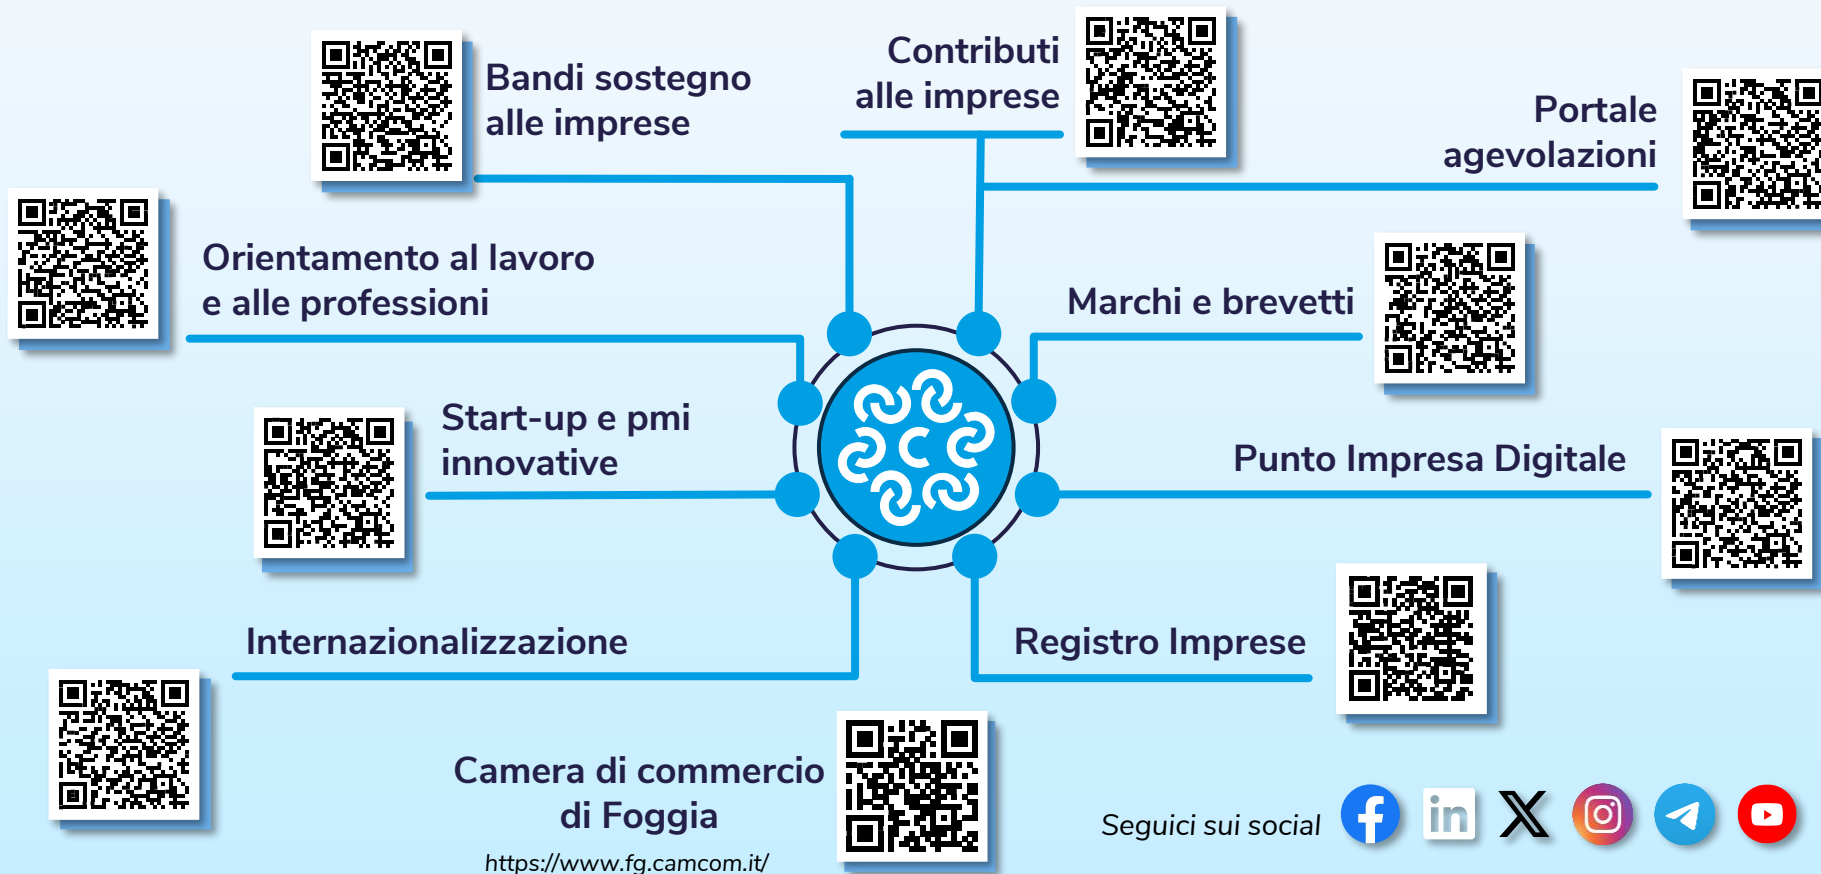 Bandi sostegno
alle imprese
Contributi
alle imprese
Portale
agevolazioni
Orientamento al lavoro
e alle professioni
Marchi e brevetti
Start-up e pmi
innovative
Punto Impresa Digitale
Internazionalizzazione
Registro Imprese
Camera di commercio
di Foggia
https://www.fg.camcom.it/
Seguici sui social